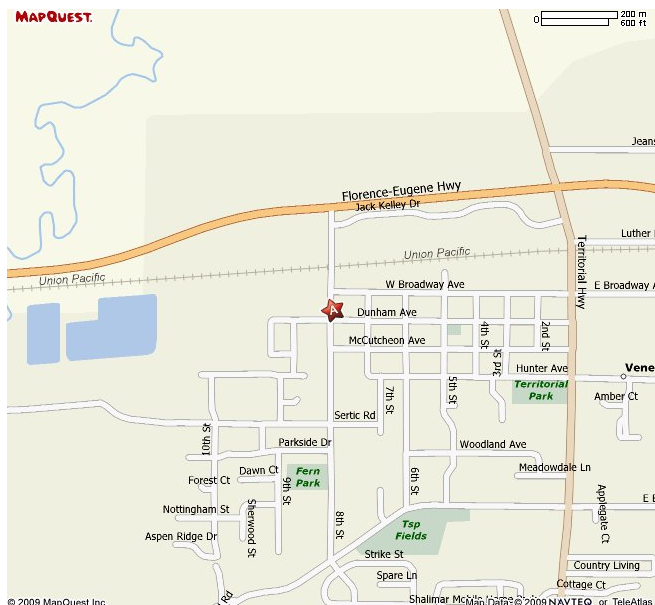 MAPQUEST.
0 200 m
600 ft
Jeans
Florence-Eugene Hwy
Jack Kelley Dr
Luther
Union Pacific
Union Pacific
Territorial Hwy
W Broadway Ave
E Broadway A
A
Dunham Ave
4th St
2nd St
McCutcheon Ave
3rd St
Hunter Ave
Vene
Territorial
Park
7th St
5th St
Amber Ct
Sertic Rd
10th St
Parkside Dr
Woodland Ave
Dawn Ct
Fern
Park
Meadowdale Ln
Forest Ct
9th St
6th St
Nottingham St
Sherwood St
8th St
Applegate Ct
E B
Tsp
Fields
Aspen Ridge Dr
Strike St
Country Living
Spare Ln
Cottage Ct
Rd
Shalimar Mobile Home
© 2009 MapQuest Inc
Map Data © 2009 NAVTEQ or TeleAtlas